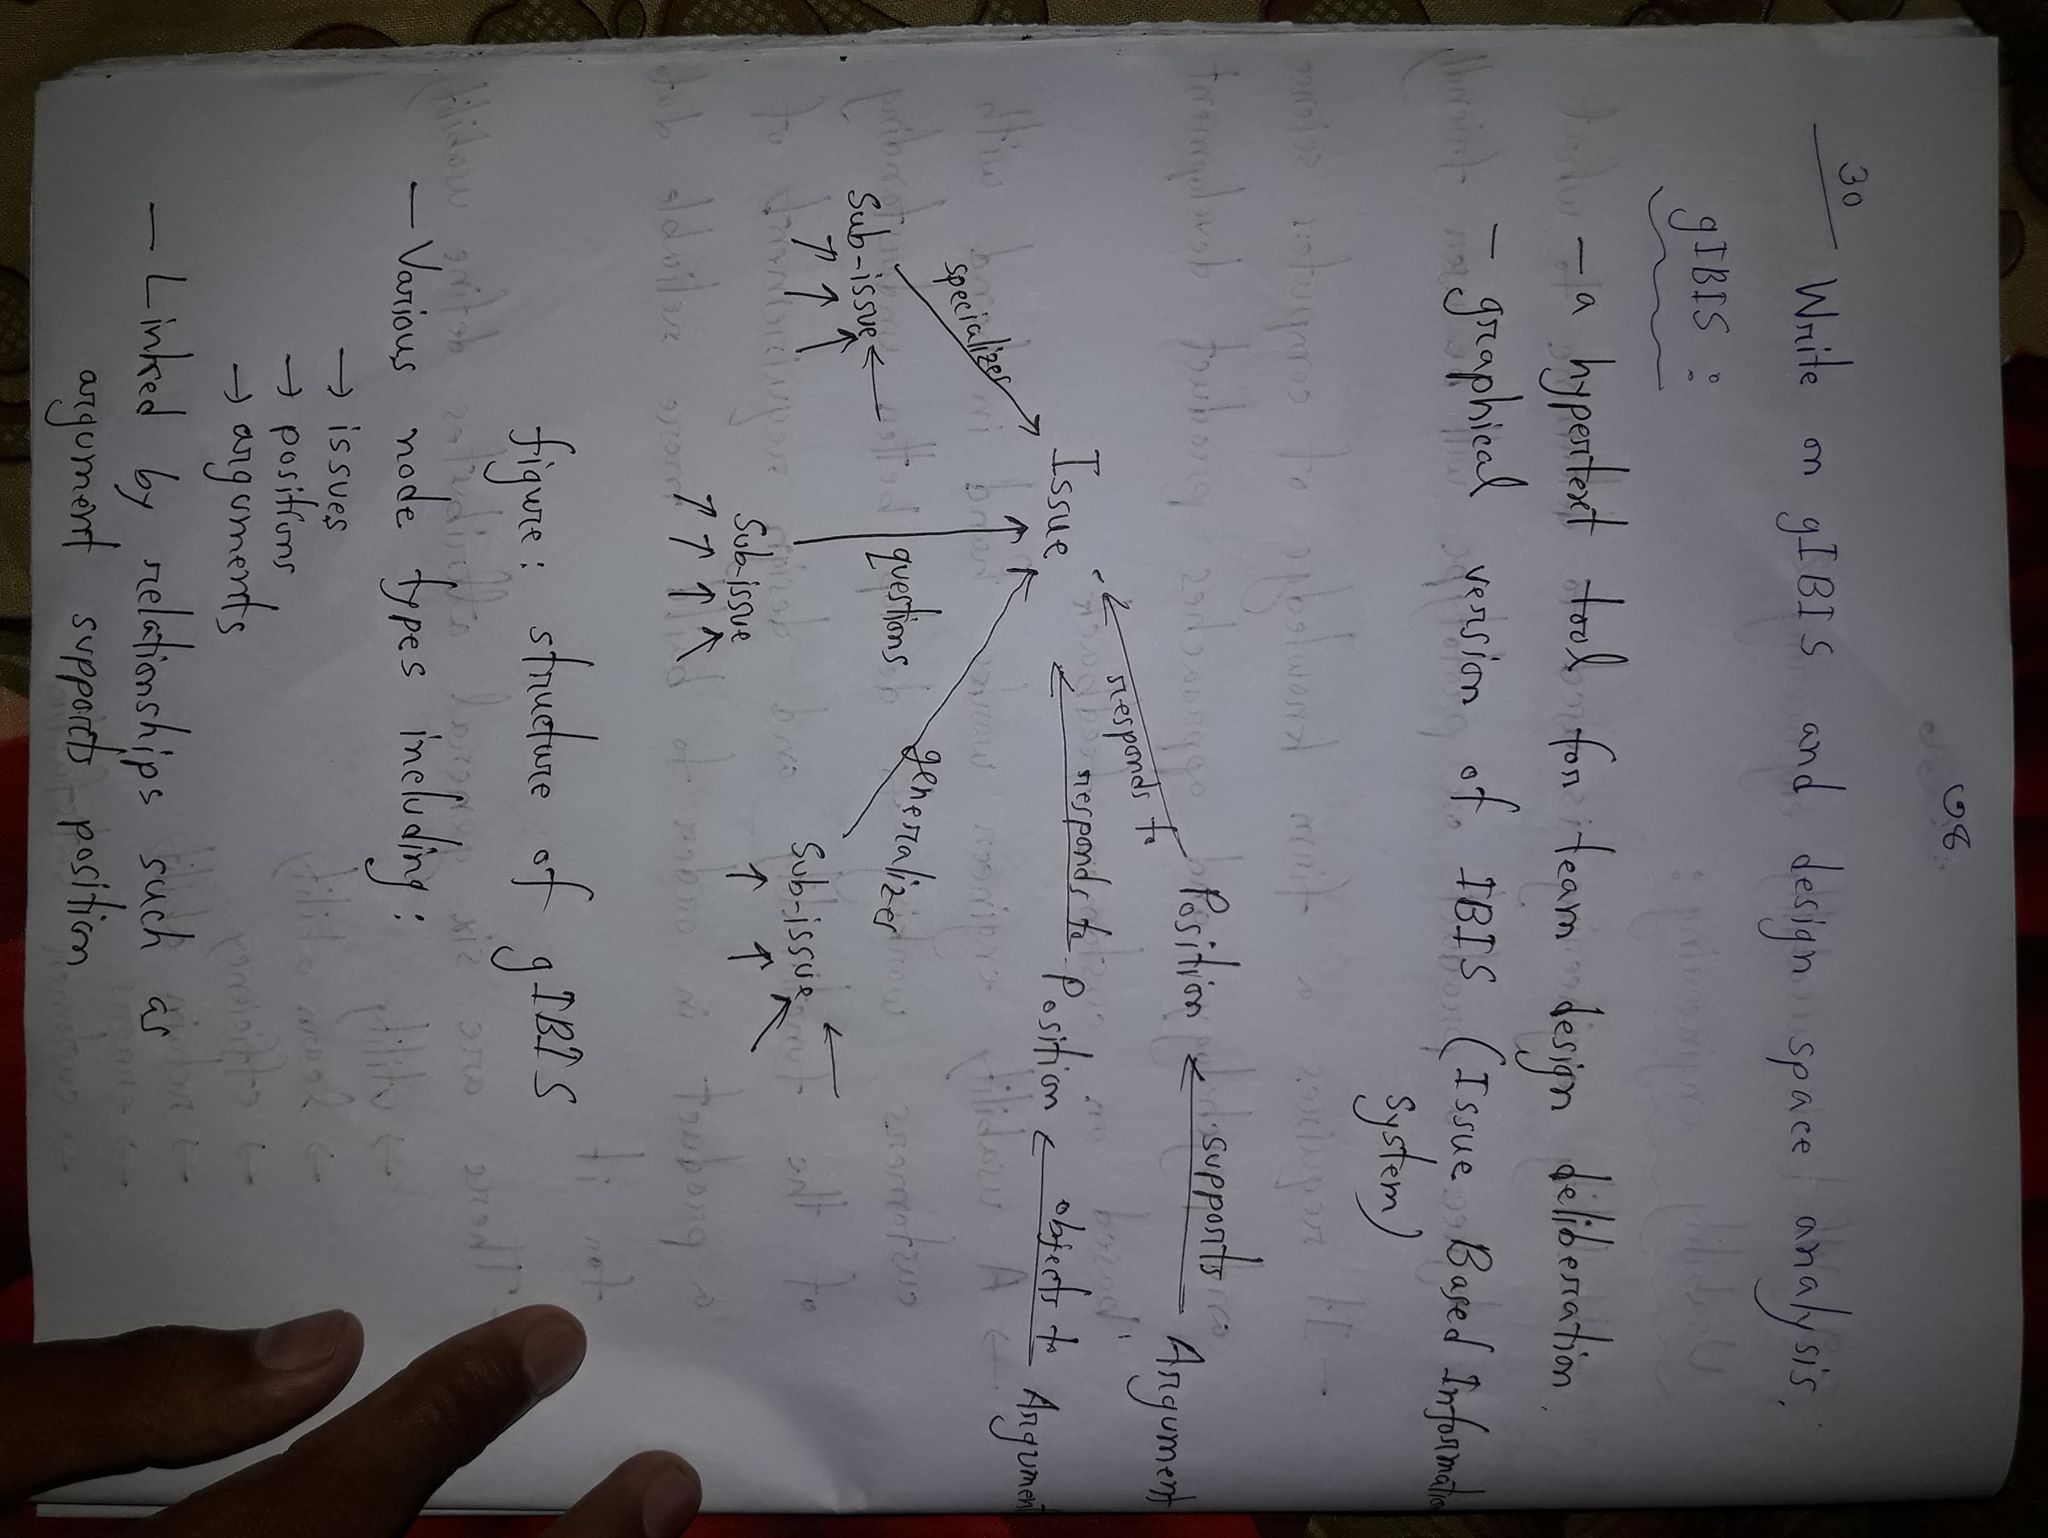 ৩৪
30
Write on gIBIS and design space analysis.
gIBIS :
- a hypertext tool for team design deliberation.
- graphical version of IBIS (Issue Based Information
System)
Position supports Argument
responds to
Issue responds to Position objects to Argument
specializes
questions
generalizes
Sub-issue
Sub-issue
Sub-issue
figure: structure of gIBIS
- Various node types including:
→ issues
→ positions
→ arguments
- Linked by relationships such as
argument supports position